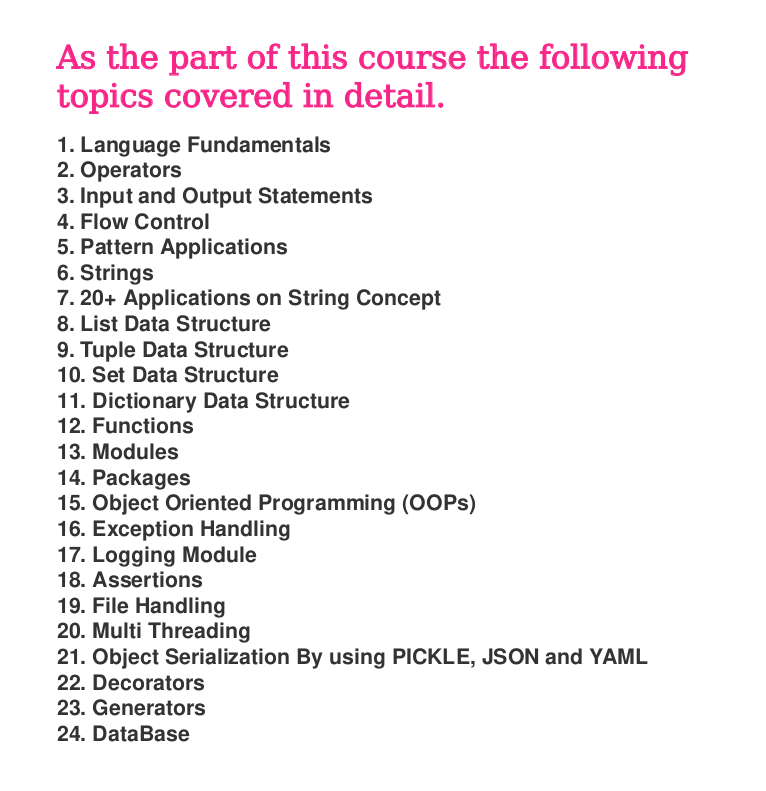 As the part of this course the following
topics covered in detail.
1. Language Fundamentals
2. Operators
3. Input and Output Statements
4. Flow Control
5. Pattern Applications
6. Strings
7. 20+ Applications on String Concept
8. List Data Structure
9. Tuple Data Structure
10. Set Data Structure
11. Dictionary Data Structure
12. Functions
13. Modules
14. Packages
15. Object Oriented Programming (OOPs)
16. Exception Handling
17. Logging Module
18. Assertions
19. File Handling
20. Multi Threading
21. Object Serialization By using PICKLE, JSON and YAML
22. Decorators
23. Generators
24. DataBase